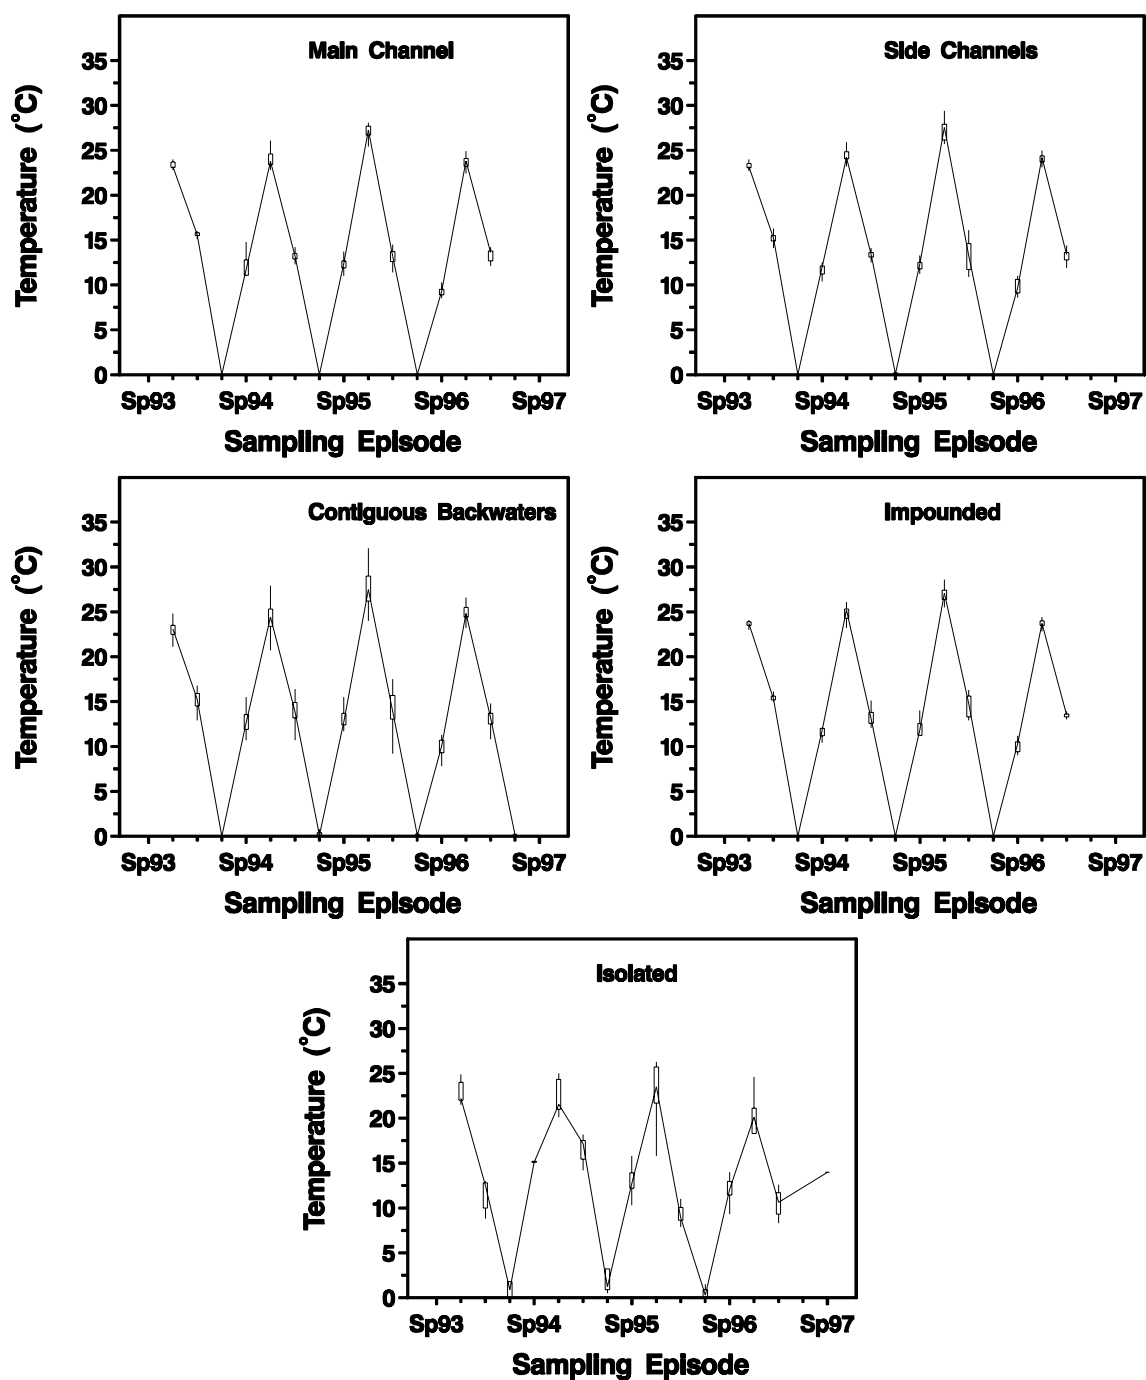 Main Channel
35
30
25
20
15
10
5
0
Temperature (°C)
Sp93 Sp94 Sp95 Sp96 Sp97
Sampling Episode
Side Channels
35
30
25
20
15
10
5
0
Temperature (°C)
Sp93 Sp94 Sp95 Sp96 Sp97
Sampling Episode
Contiguous Backwaters
35
30
25
20
15
10
5
0
Temperature (°C)
Sp93 Sp94 Sp95 Sp96 Sp97
Sampling Episode
Impounded
35
30
25
20
15
10
5
0
Temperature (°C)
Sp93 Sp94 Sp95 Sp96 Sp97
Sampling Episode
Isolated
35
30
25
20
15
10
5
0
Temperature (°C)
Sp93 Sp94 Sp95 Sp96 Sp97
Sampling Episode